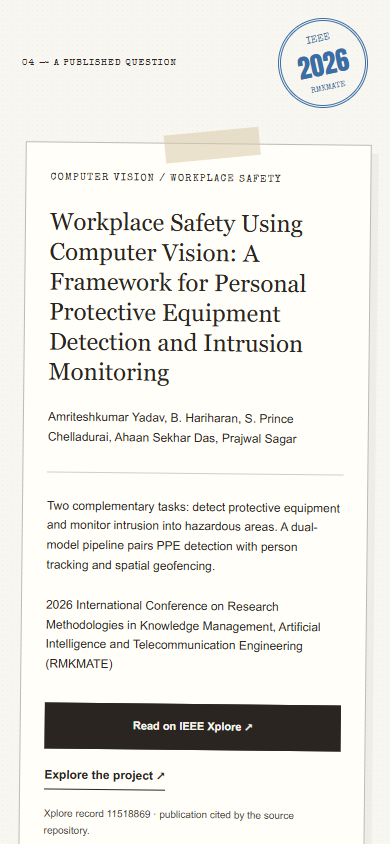 04 — A PUBLISHED QUESTION
IEEE
2026
RMKMATE
COMPUTER VISION / WORKPLACE SAFETY
Workplace Safety Using
Computer Vision: A
Framework for Personal
Protective Equipment
Detection and Intrusion
Monitoring
Amriteshkumar Yadav, B. Hariharan, S. Prince
Chelladurai, Ahaan Sekhar Das, Prajwal Sagar
Two complementary tasks: detect protective equipment
and monitor intrusion into hazardous areas. A dual-
model pipeline pairs PPE detection with person
tracking and spatial geofencing.
2026 International Conference on Research
Methodologies in Knowledge Management, Artificial
Intelligence and Telecommunication Engineering
(RMKMATE)
Read on IEEE Xplore ↗
Explore the project ↗
Xplore record 11518869 · publication cited by the source
repository.